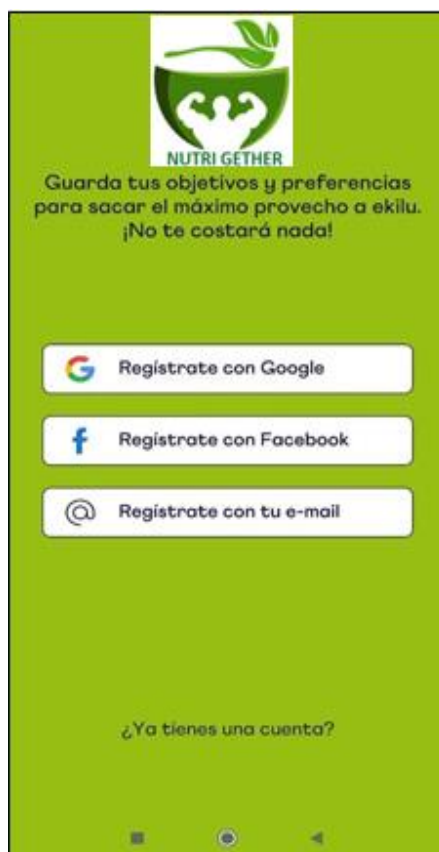 NUTRI GETHER
Guarda tus objetivos y preferencias
para sacar el máximo provecho a ekilu.
¡No te costará nada!
Regístrate con Google
Regístrate con Facebook
Regístrate con tu e-mail
¿Ya tienes una cuenta?